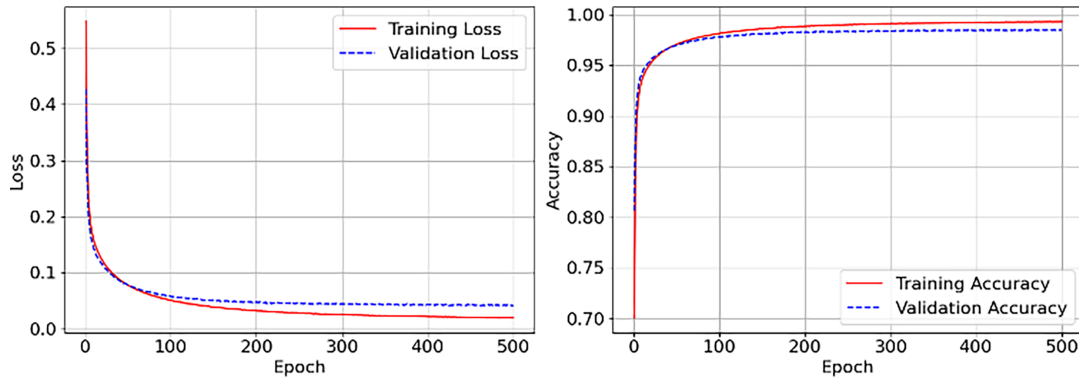 Training Loss
Validation Loss
0.5
0.4
0.3
0.2
0.1
0.0
Loss
0 100 200 300 400 500
Epoch
1.00
0.95
0.90
0.85
0.80
0.75
0.70
Accuracy
Training Accuracy
Validation Accuracy
0 100 200 300 400 500
Epoch